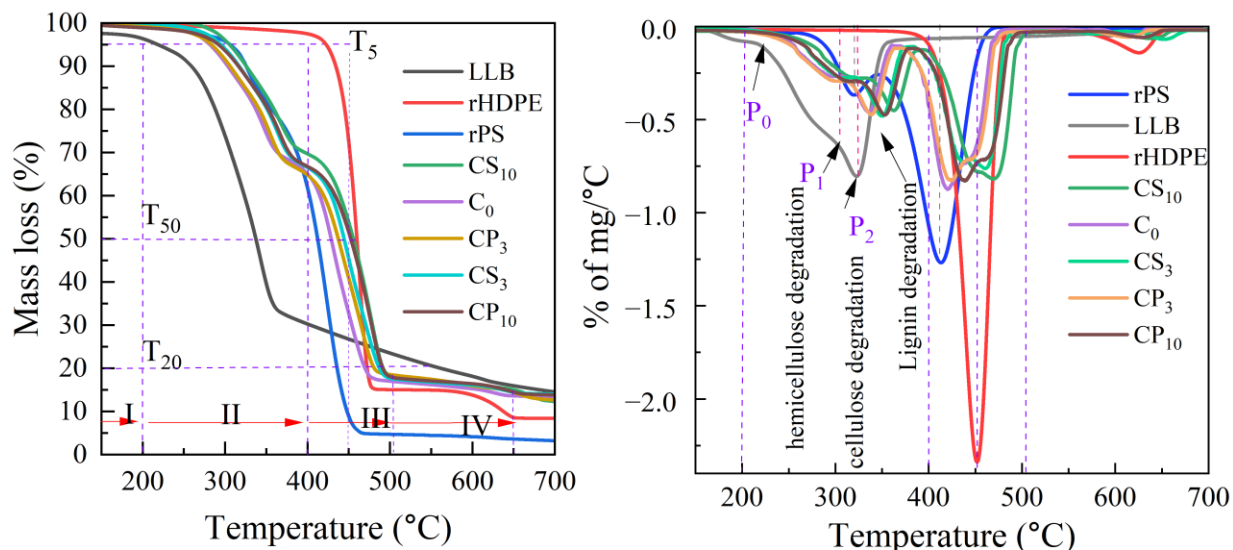 Mass loss (%)
100
90
80
70
60
50
40
30
20
10
0
T5
T50
T20
LLB
rHDPE
rPS
CS10
C0
CP3
CS3
CP10
I
II
III
IV
200
300
400
500
600
700
Temperature (°C)
% of mg/°C
0.0
−0.5
−1.0
−1.5
−2.0
P0
P1
P2
hemicellulose degradation
cellulose degradation
Lignin degradation
rPS
LLB
rHDPE
CS10
C0
CS3
CP3
CP10
200
300
400
500
600
700
Temperature (°C)